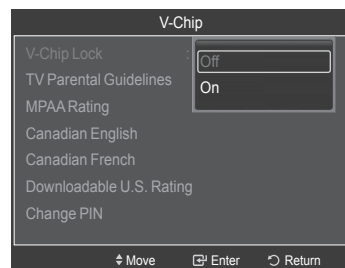 V-Chip
V-Chip Lock : Off
On
TV Parental Guidelines
MPAA Rating
Canadian English
Canadian French
Downloadable U.S. Rating
Change PIN
Move Enter Return